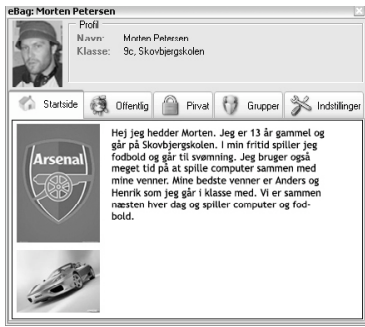 eBag: Morten Petersen
Profil
Navn: Morten Petersen
Klasse: 9c, Skovbjergskolen
Startside Offentlig Pirvat Grupper Indstillinger
Arsenal
Hej jeg hedder Morten. Jeg er 13 år gammel og
går på Skovbjergskolen. I min fritid spiller jeg
fodbold og går til svømning. Jeg bruger også
meget tid på at spille computer sammen med
mine venner. Mine bedste venner er Anders og
Henrik som jeg går i klasse med. Vi er sammen
næsten hver dag og spiller computer og fod-
bold.